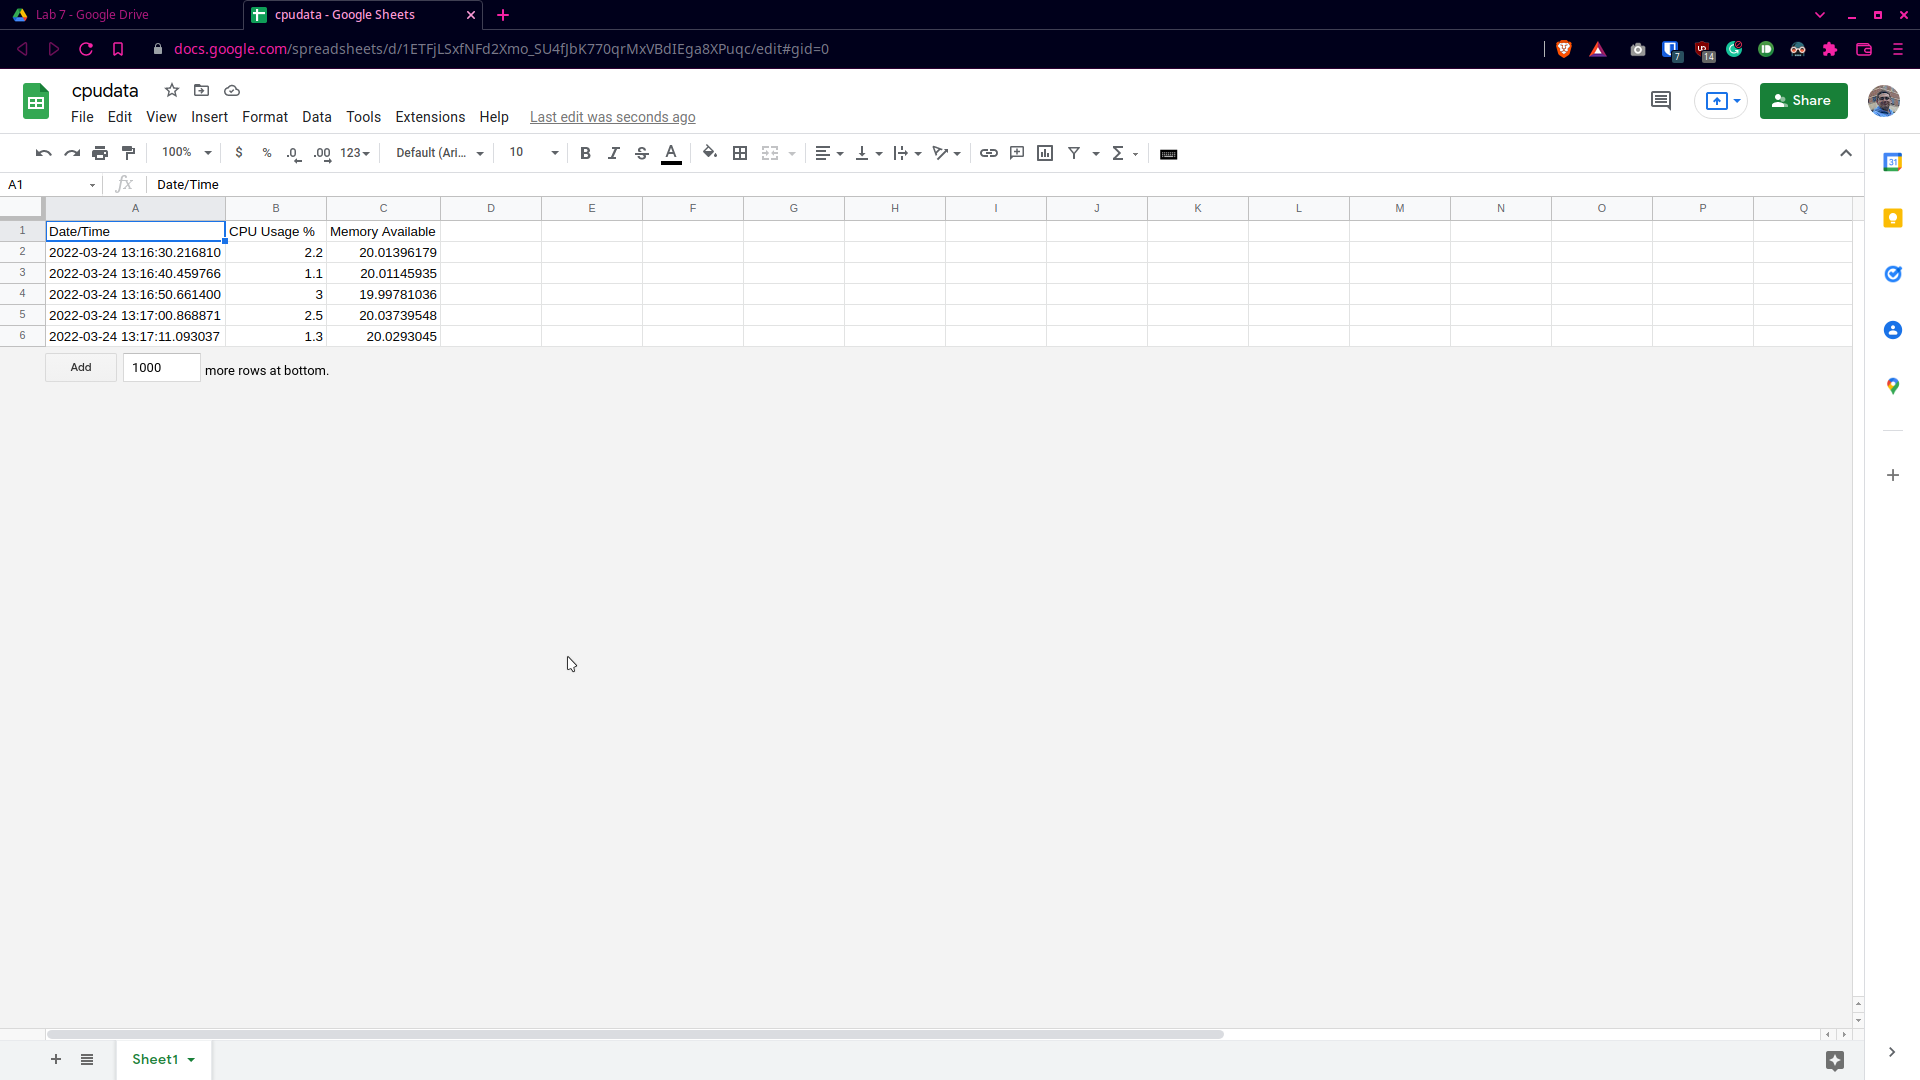 Lab 7 - Google Drive
cpudata - Google Sheets
docs.google.com/spreadsheets/d/1ETFjLSxfNFd2Xmo_SU4fJbK770qrMxVBdIEga8XPuqc/edit#gid=0
7
14
cpudata
Share
File Edit View Insert Format Data Tools Extensions Help Last edit was seconds ago
100% $ % .0 .00 123 Default (Ari... 10 B I S A Σ
31
A1 fx Date/Time
A B C D E F G H I J K L M N O P Q
1 Date/Time CPU Usage % Memory Available
2 2022-03-24 13:16:30.216810 2.2 20.01396179
3 2022-03-24 13:16:40.459766 1.1 20.01145935
4 2022-03-24 13:16:50.661400 3 19.99781036
5 2022-03-24 13:17:00.868871 2.5 20.03739548
6 2022-03-24 13:17:11.093037 1.3 20.0293045
Add 1000 more rows at bottom.
Sheet1